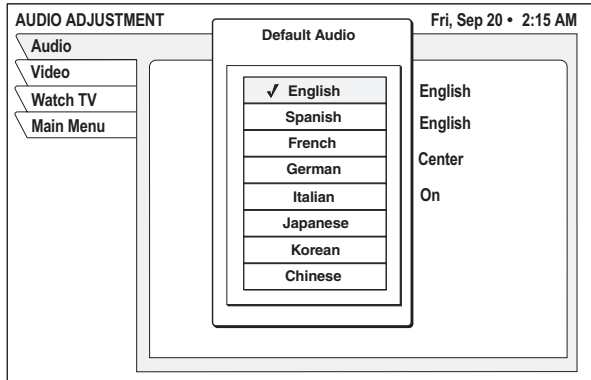 AUDIO ADJUSTMENT
Fri, Sep 20 • 2:15 AM
Audio
Video
Watch TV
Main Menu
Default Audio
✓ English
Spanish
French
German
Italian
Japanese
Korean
Chinese
English
English
Center
On